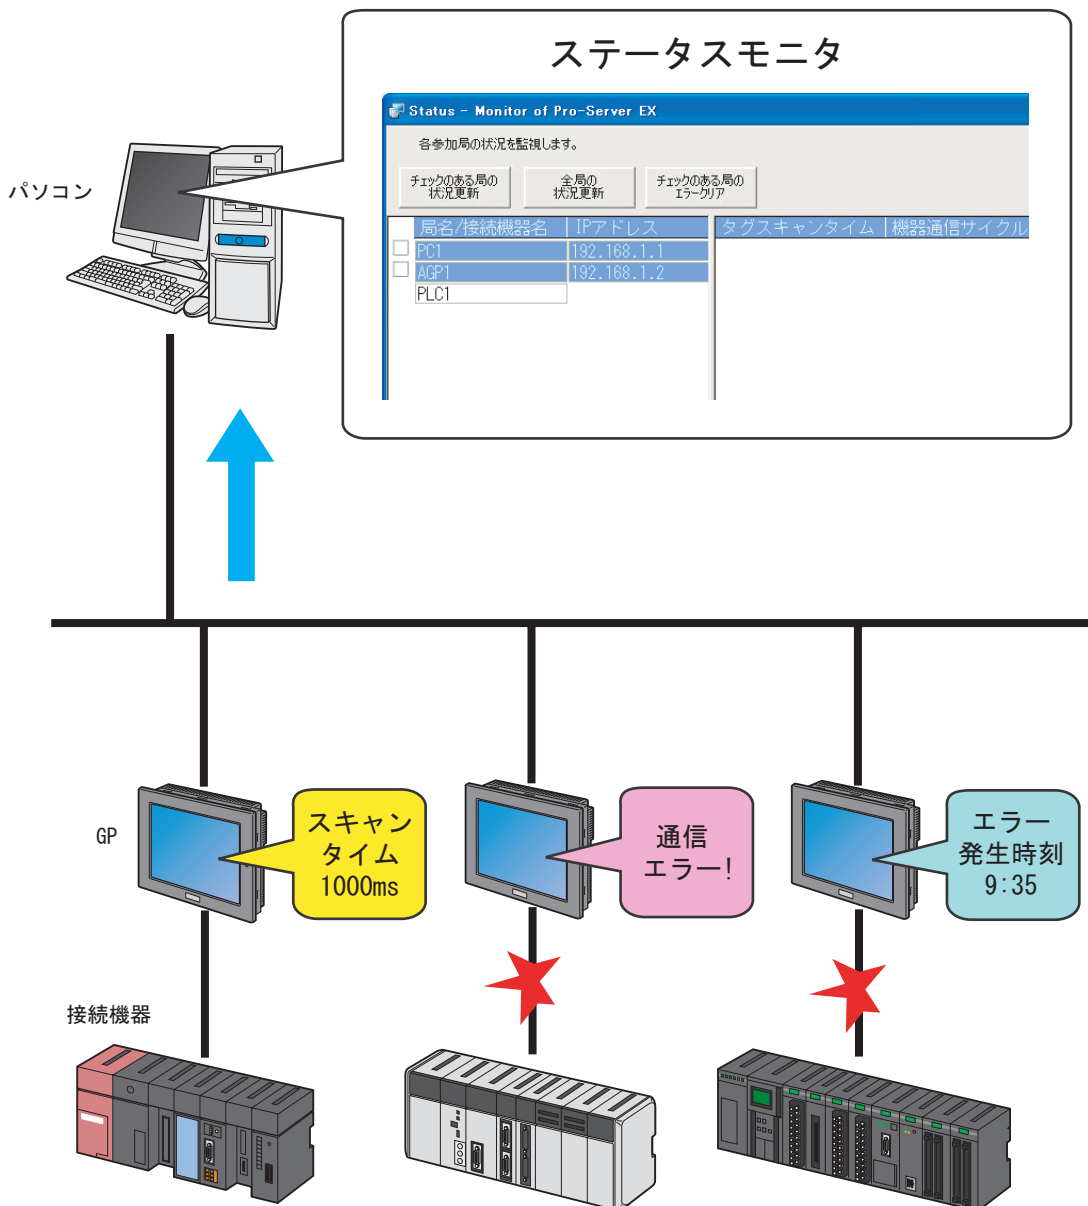 ステータスモニタ
Status - Monitor of Pro-Server EX
各参加局の状況を監視します。
チェックのある局の
状況更新
全局の
状況更新
チェックのある局の
エラークリア
局名/接続機器名 IPアドレス タグスキャンタイム 機器通信サイクル
PC1 192.168.1.1
AGP1 192.168.1.2
PLC1
パソコン
GP
スキャン
タイム
1000ms
通信
エラー!
エラー
発生時刻
9:35
接続機器